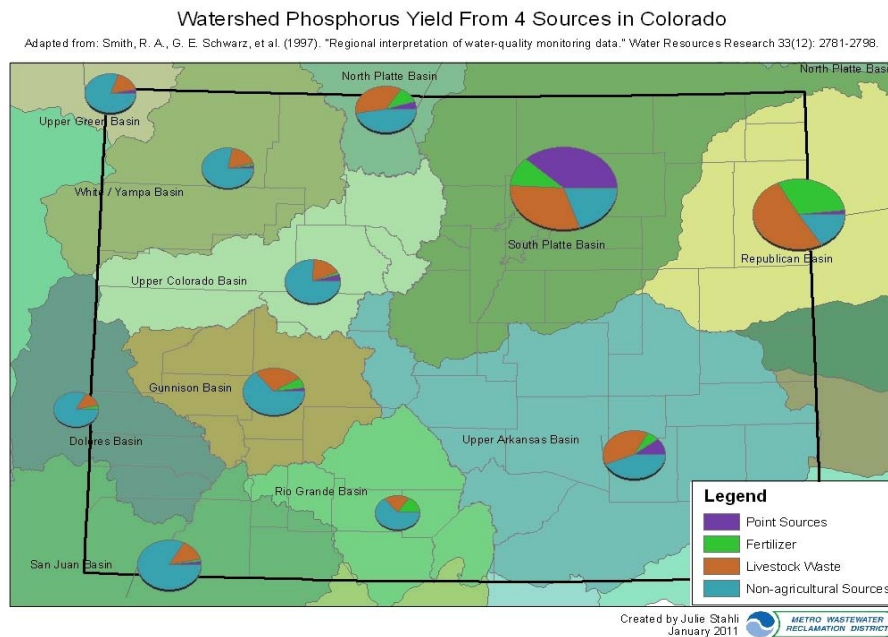 Watershed Phosphorus Yield From 4 Sources in Colorado
Adapted from: Smith, R. A., G. E. Schwarz, et al. (1997). "Regional interpretation of water-quality monitoring data." Water Resources Research 33(12): 2781-2798.
North Platte Basin
North Platte Basin
Upper Green Basin
White / Yampa Basin
South Platte Basin
Republican Basin
Upper Colorado Basin
Gunnison Basin
Dolores Basin
Upper Arkansas Basin
Rio Grande Basin
San Juan Basin
Legend
Point Sources
Fertilizer
Livestock Waste
Non-agricultural Sources
Created by Julie Stahli
January 2011
METRO WASTEWATER
RECLAMATION DISTRICT